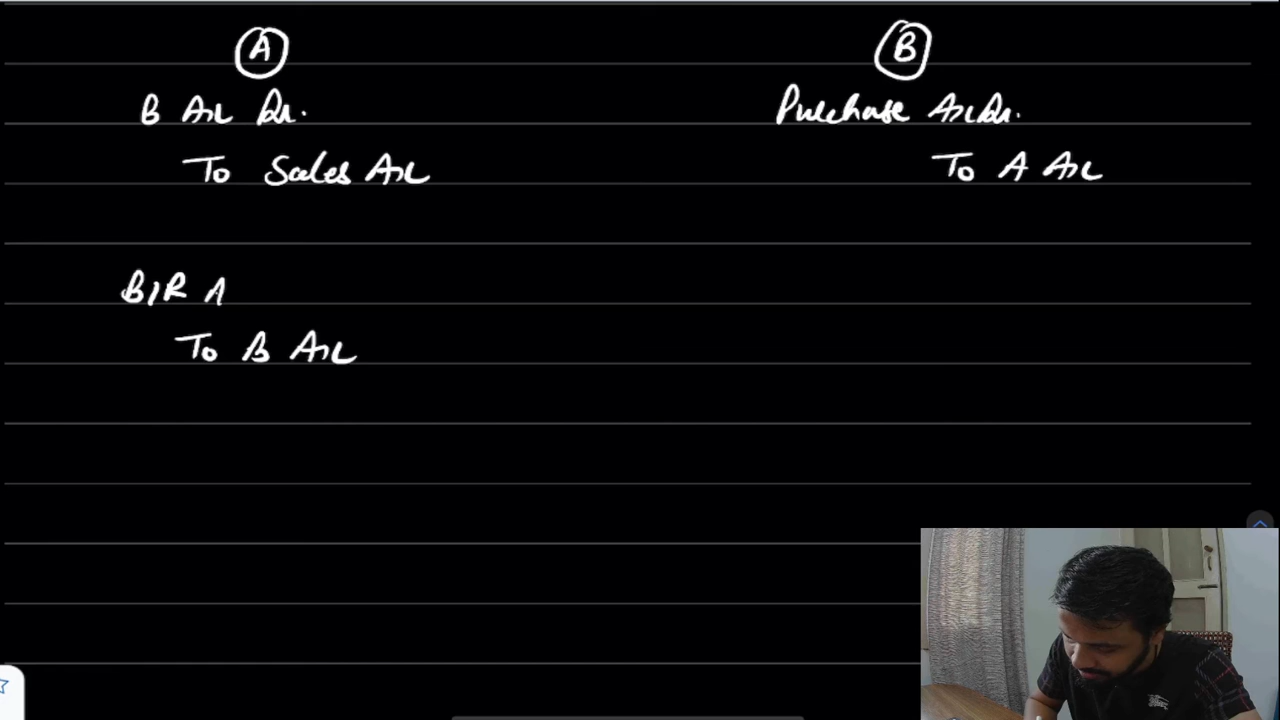 A
B A/c Dr.
To Sales A/c
B/R A
To B A/c
B
Purchase A/c Dr.
To A A/c